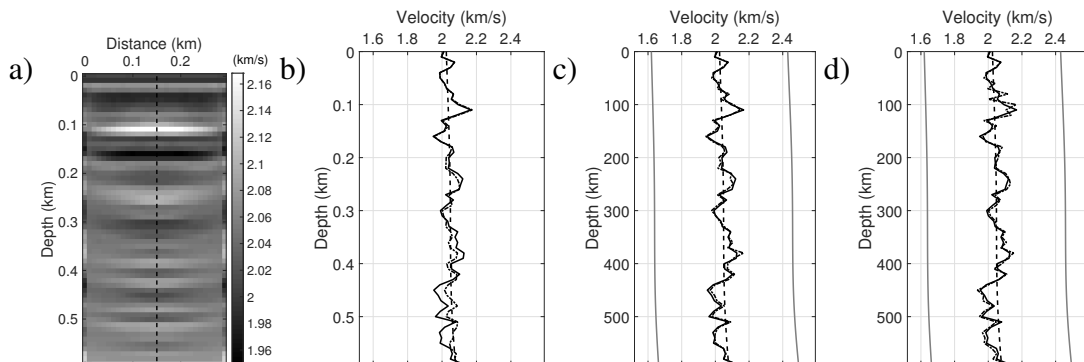 a)
Distance (km)
0 0.1 0.2
(km/s)
Depth (km)
0
0.1
0.2
0.3
0.4
0.5
2.16
2.14
2.12
2.1
2.08
2.06
2.04
2.02
2
1.98
1.96
b)
Velocity (km/s)
1.6 1.8 2 2.2 2.4
Depth (km)
0
0.1
0.2
0.3
0.4
0.5
c)
Velocity (km/s)
1.6 1.8 2 2.2 2.4
Depth (km)
0
100
200
300
400
500
d)
Velocity (km/s)
1.6 1.8 2 2.2 2.4
Depth (km)
0
100
200
300
400
500